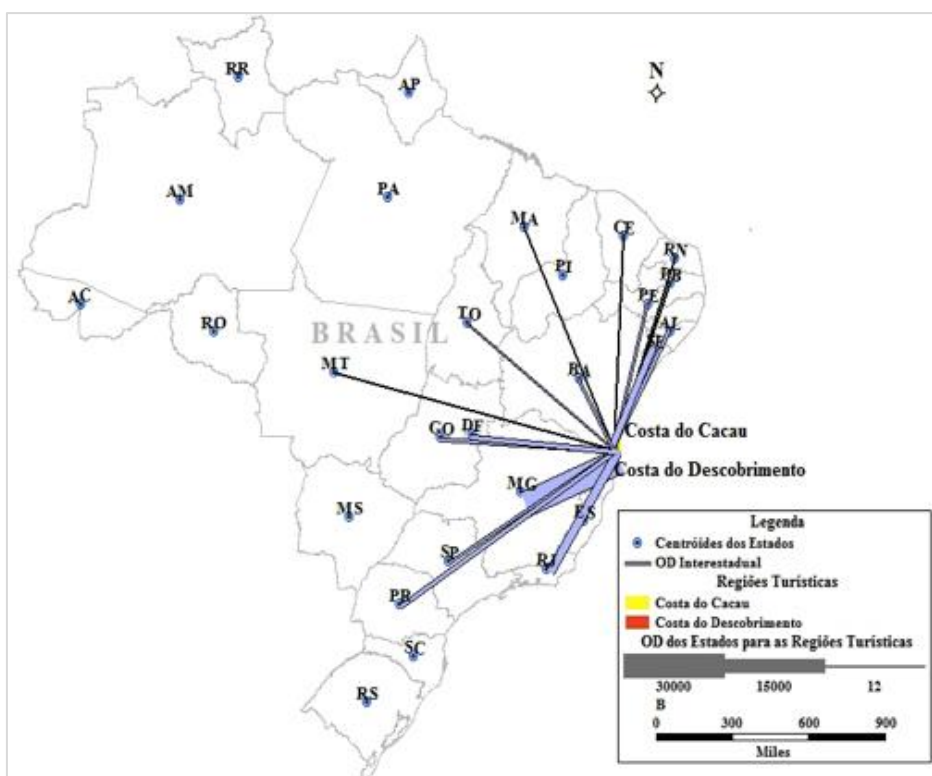 RR
AP
N
AM
PA
MA
CE
RN
PI
PB
AC
PE
TO
AL
RO
BRASIL
SE
MT
BA
GO
DF
Costa do Cacau
Costa do Descobrimento
MG
MS
ES
SP
RJ
PR
SC
RS
Legenda
Centróides dos Estados
OD Interestadual
Regiões Turísticas
Costa do Cacau
Costa do Descobrimento
OD dos Estados para as Regiões Turísticas
30000 15000 12
B
0 300 600 900
Miles